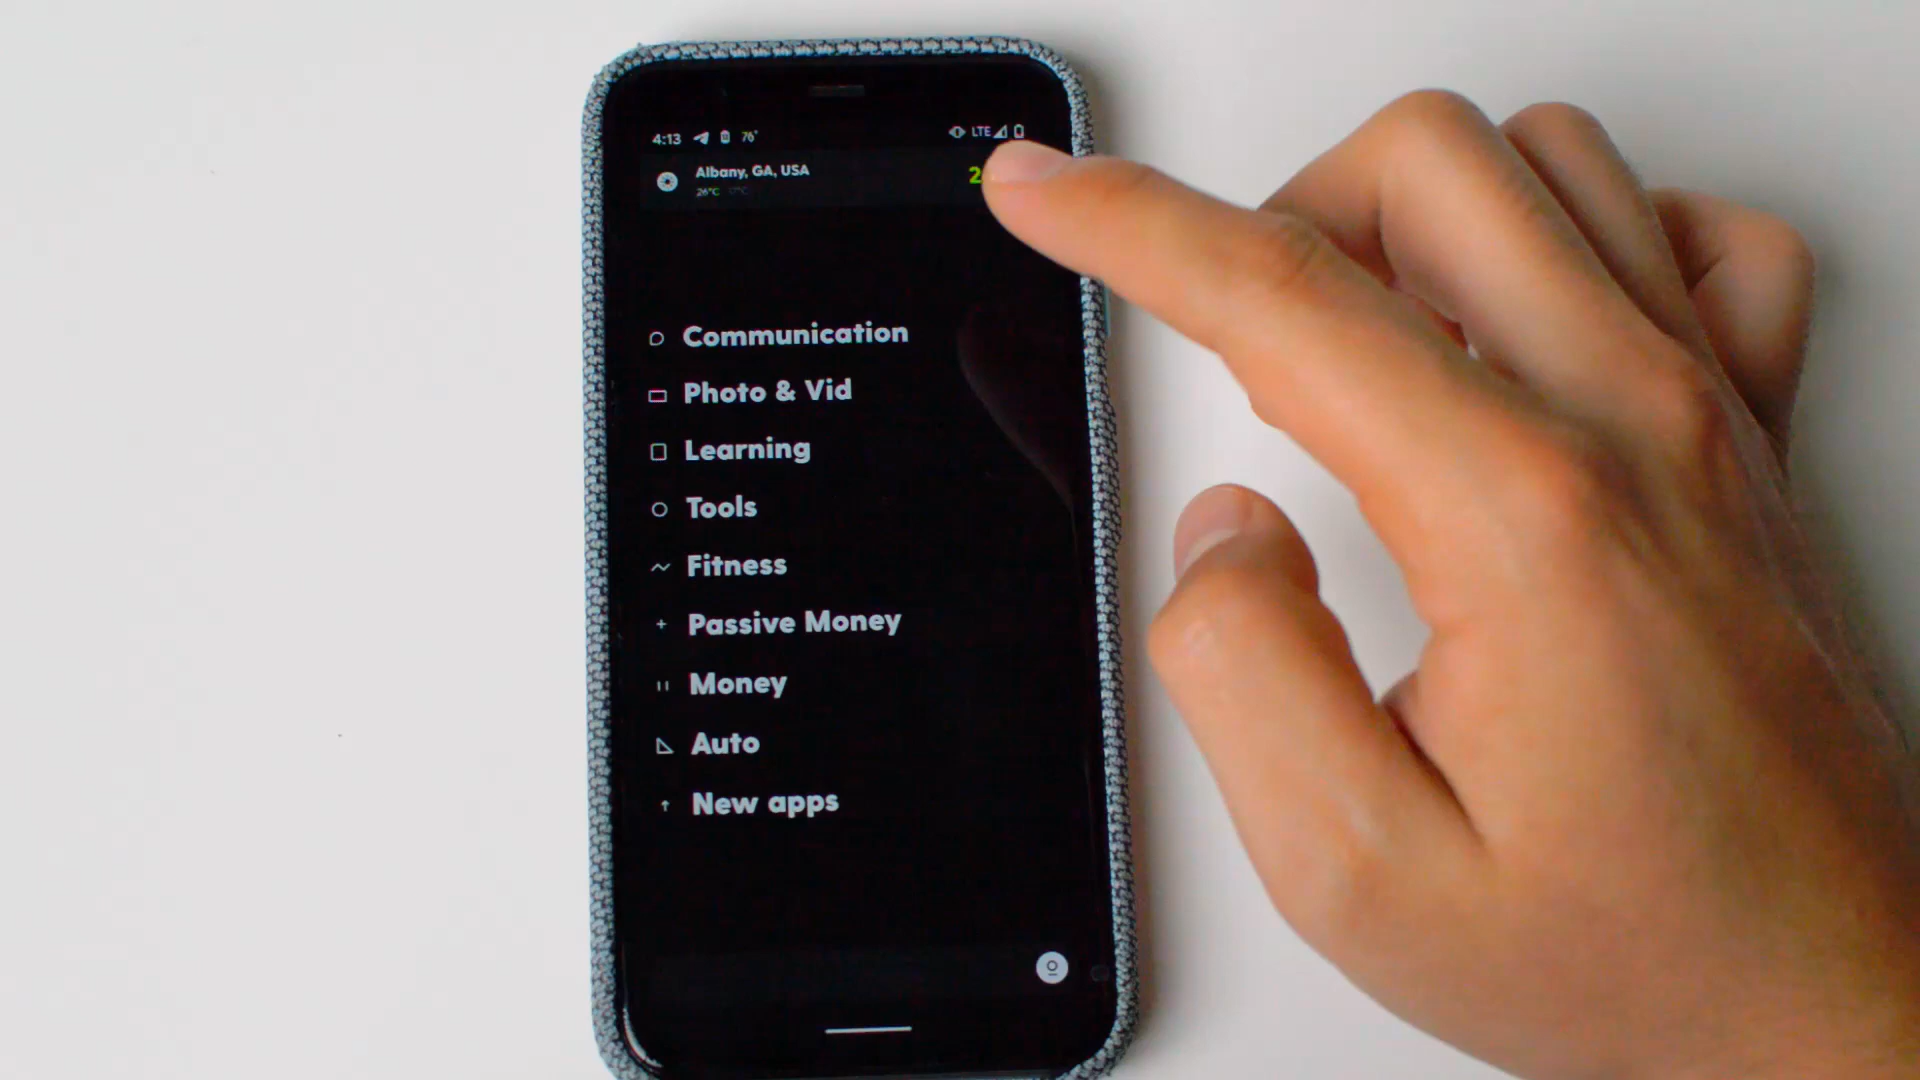 4:13 76° LTE
Albany, GA, USA
26°C
Communication
Photo & Vid
Learning
Tools
Fitness
Passive Money
Money
Auto
New apps